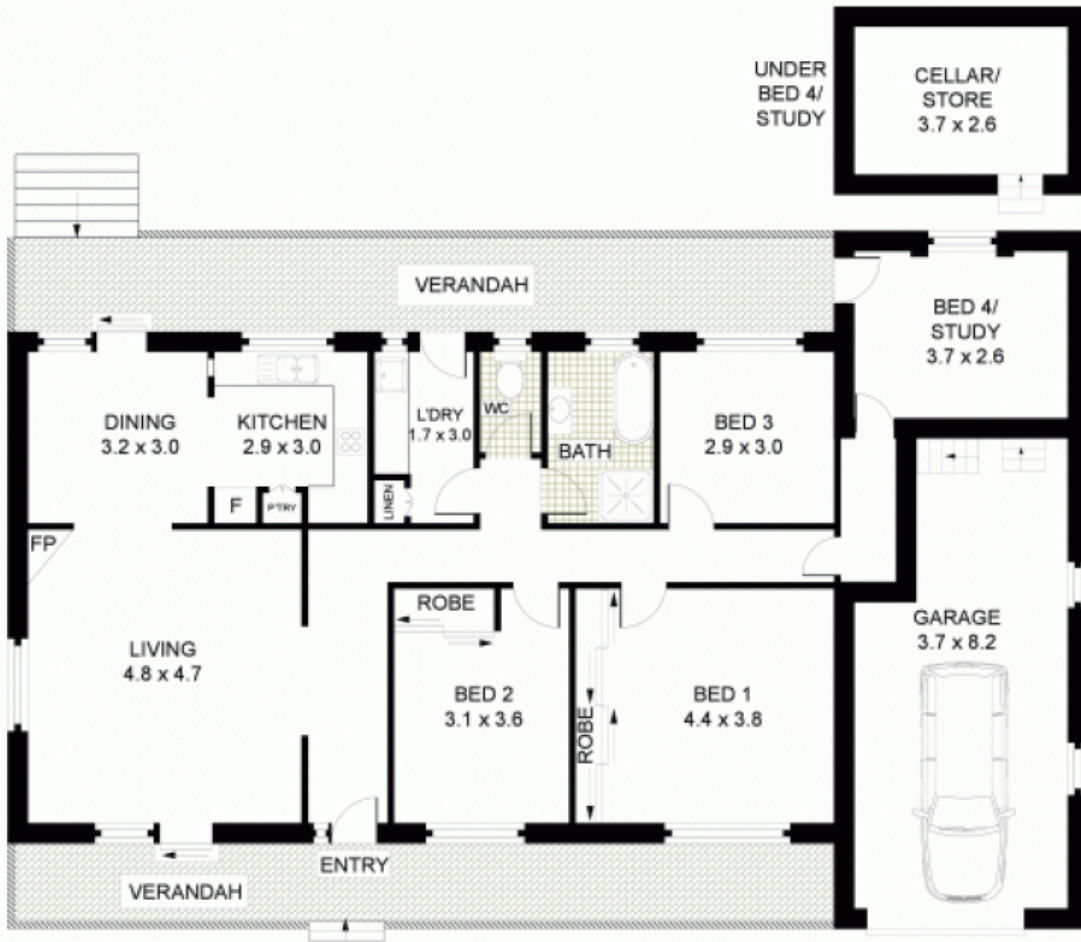 UNDER
BED 4/
STUDY
CELLAR/
STORE
3.7 x 2.6
VERANDAH
BED 4/
STUDY
3.7 x 2.6
DINING
3.2 x 3.0
KITCHEN
2.9 x 3.0
L'DRY
1.7 x 3.0
WC
BATH
BED 3
2.9 x 3.0
F
P'TRY
LINEN
FP
LIVING
4.8 x 4.7
ROBE
BED 2
3.1 x 3.6
ROBE
BED 1
4.4 x 3.8
GARAGE
3.7 x 8.2
ENTRY
VERANDAH